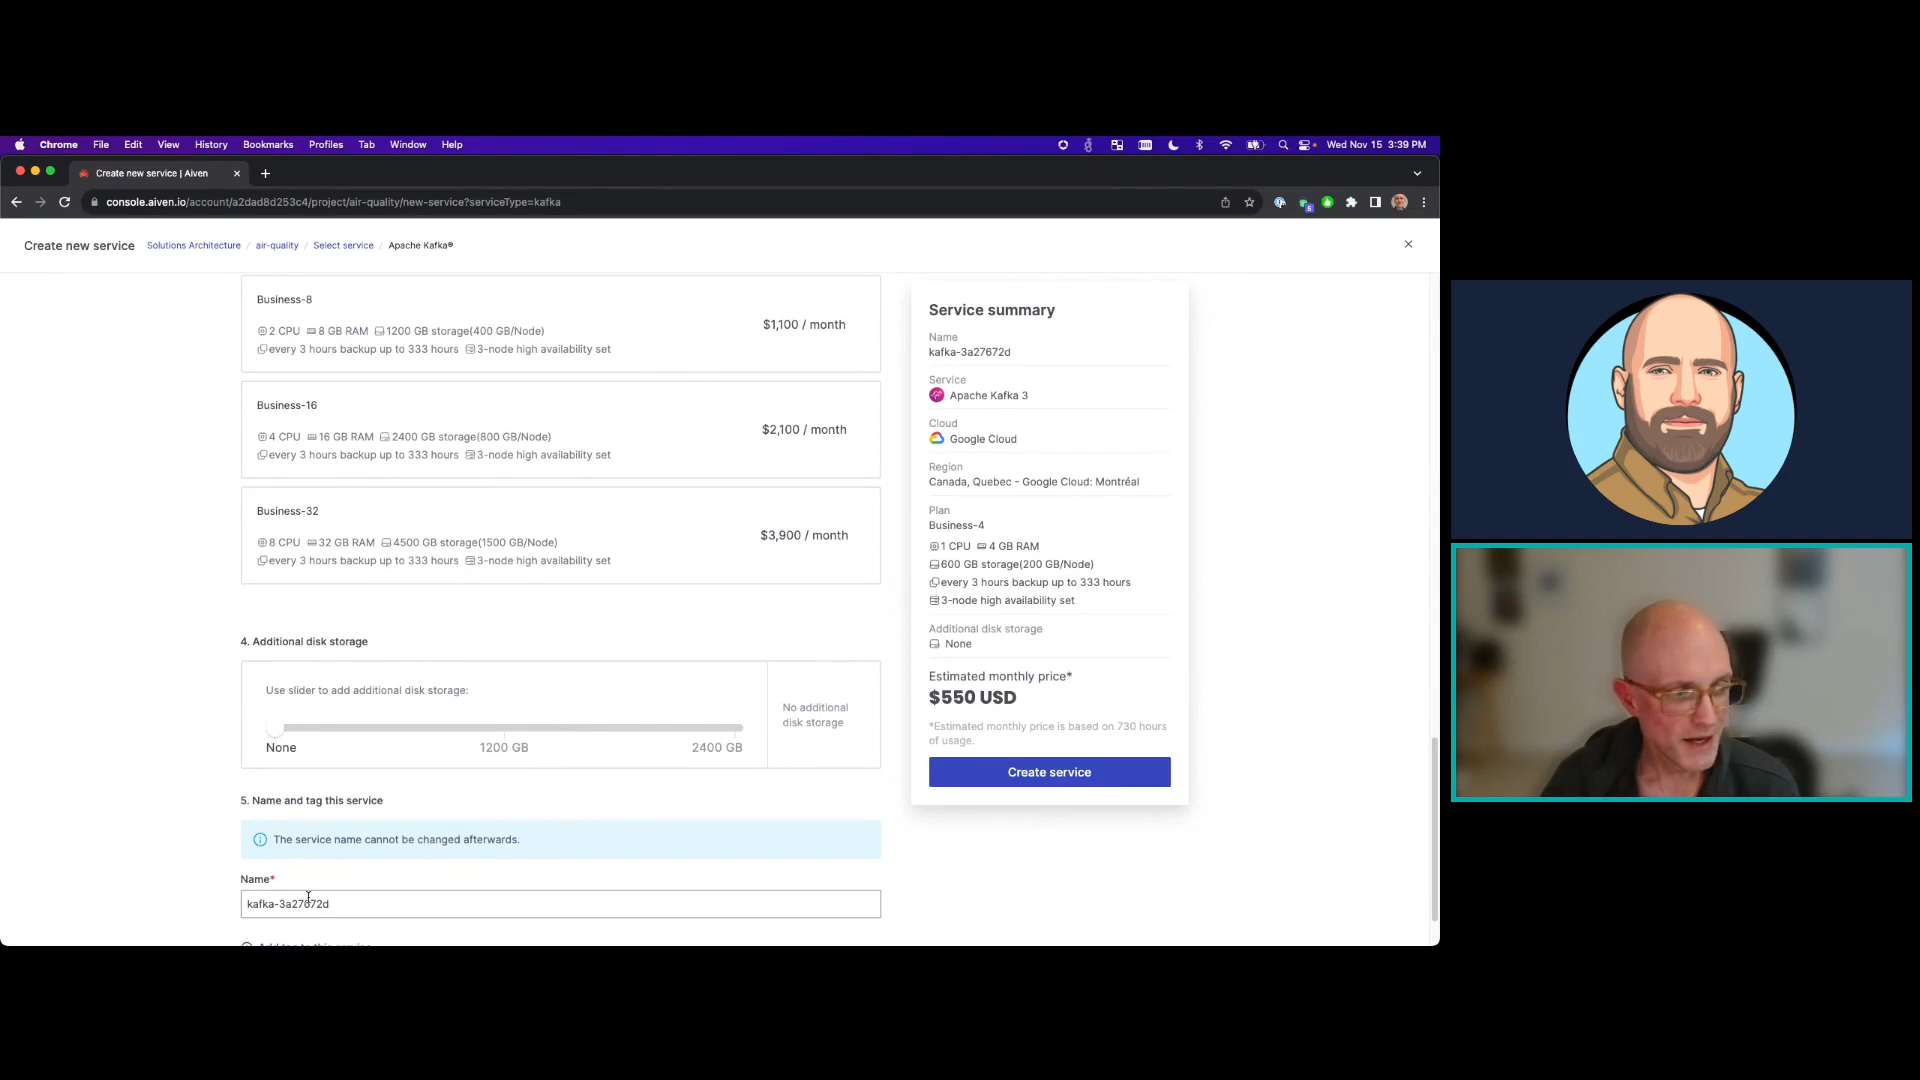 Chrome File Edit View History Bookmarks Profiles Tab Window Help
Wed Nov 15 3:39 PM
Create new service | Aiven
console.aiven.io/account/a2dad8d253c4/project/air-quality/new-service?serviceType=kafka
Create new service Solutions Architecture / air-quality / Select service / Apache Kafka®
Business-8
2 CPU 8 GB RAM 1200 GB storage(400 GB/Node)
every 3 hours backup up to 333 hours 3-node high availability set
$1,100 / month
Business-16
4 CPU 16 GB RAM 2400 GB storage(800 GB/Node)
every 3 hours backup up to 333 hours 3-node high availability set
$2,100 / month
Business-32
8 CPU 32 GB RAM 4500 GB storage(1500 GB/Node)
every 3 hours backup up to 333 hours 3-node high availability set
$3,900 / month
4. Additional disk storage
Use slider to add additional disk storage:
None 1200 GB 2400 GB
No additional
disk storage
5. Name and tag this service
The service name cannot be changed afterwards.
Name*
kafka-3a27672d
Service summary
Name
kafka-3a27672d
Service
Apache Kafka 3
Cloud
Google Cloud
Region
Canada, Quebec - Google Cloud: Montréal
Plan
Business-4
1 CPU 4 GB RAM
600 GB storage(200 GB/Node)
every 3 hours backup up to 333 hours
3-node high availability set
Additional disk storage
None
Estimated monthly price*
$550 USD
*Estimated monthly price is based on 730 hours
of usage.
Create service